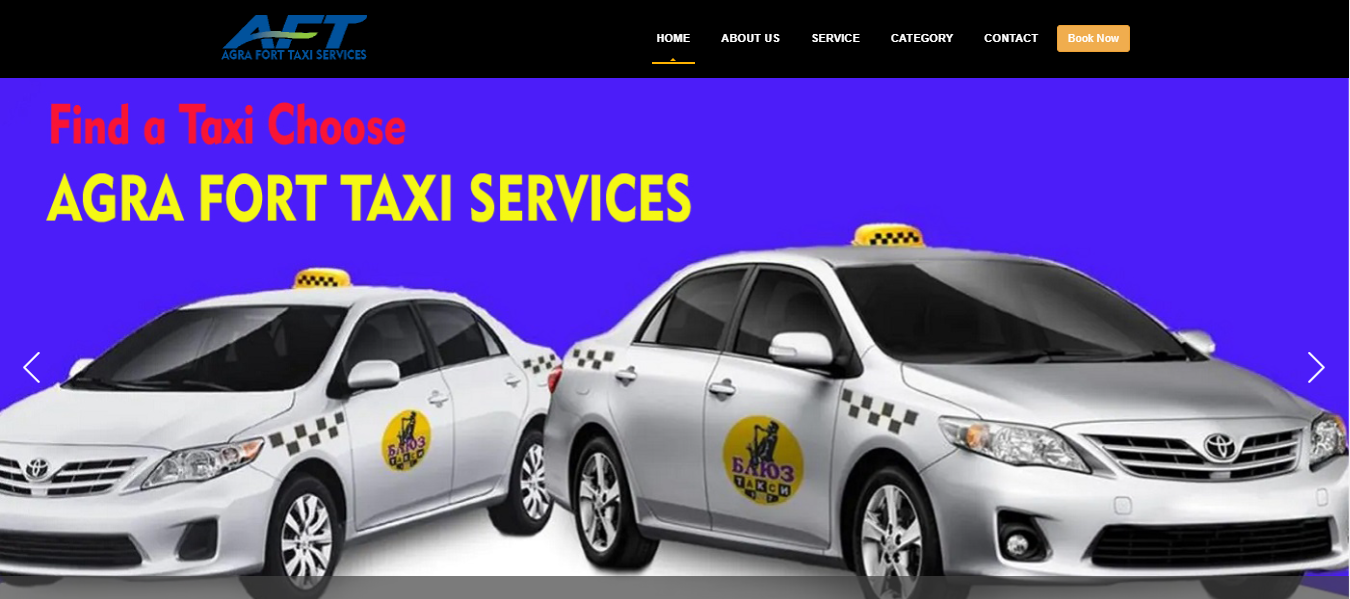 AFT
AGRA FORT TAXI SERVICES
HOME
ABOUT US
SERVICE
CATEGORY
CONTACT
Book Now
Find a Taxi Choose
AGRA FORT TAXI SERVICES
БЛЮЗ
ТАКСИ
БЛЮЗ
ТАКСИ